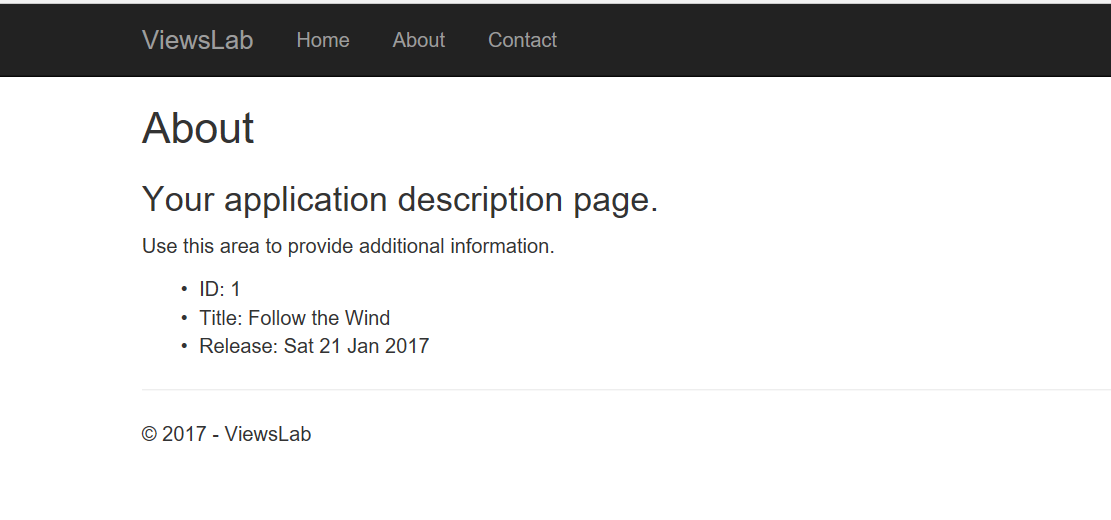 ViewsLab Home About Contact
About
Your application description page.
Use this area to provide additional information.
• ID: 1
• Title: Follow the Wind
• Release: Sat 21 Jan 2017
© 2017 - ViewsLab